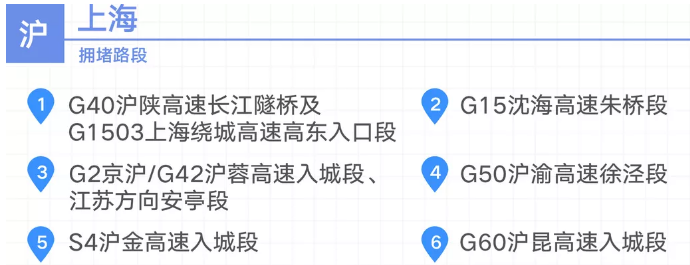 沪
上海
拥堵路段
1 G40沪陕高速长江隧桥及
G1503上海绕城高速高东入口段
2 G15沈海高速朱桥段
3 G2京沪/G42沪蓉高速入城段、
江苏方向安亭段
4 G50沪渝高速徐泾段
5 S4沪金高速入城段
6 G60沪昆高速入城段